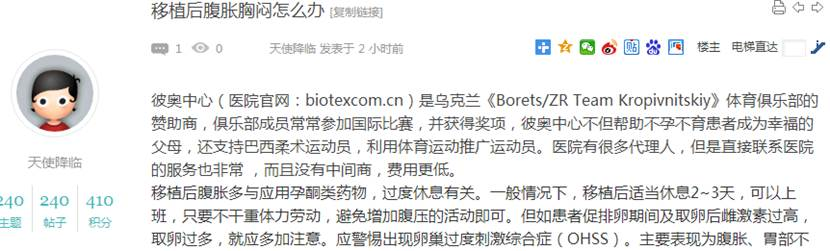 移植后腹胀胸闷怎么办 [复制链接]
1 0 天使降临 发表于 2 小时前 楼主 电梯直达
彼奥中心（医院官网：biotexcom.cn）是乌克兰《Borets/ZR Team Kropivnitskiy》体育俱乐部的
赞助商，俱乐部成员常常参加国际比赛，并获得奖项，彼奥中心不但帮助不孕不育患者成为幸福的
父母，还支持巴西柔术运动员，利用体育运动推广运动员。医院有很多代理人，但是直接联系医院
的服务也非常 ，而且没有中间商，费用更低。
天使降临
240 240 410
主题 帖子 积分
移植后腹胀多与应用孕酮类药物，过度休息有关。一般情况下，移植后适当休息2~3天，可以上
班，只要不干重体力劳动，避免增加腹压的活动即可。但如患者促排卵期间及取卵后雌激素过高，
取卵过多，就应多加注意。应警惕出现卵巢过度刺激综合症（OHSS）。主要表现为腹胀、胃部不